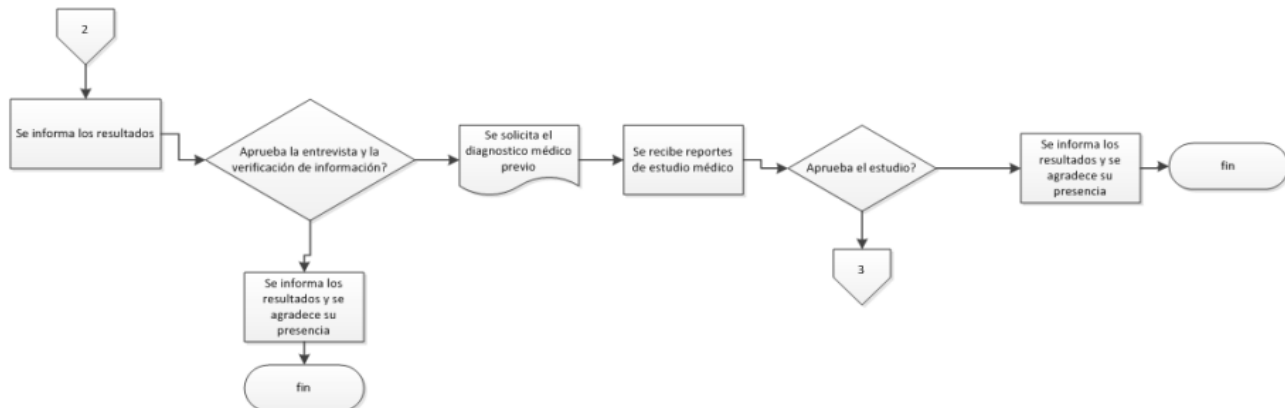 2
Se informa los resultados
Aprueba la entrevista y la
verificación de información?
Se solicita el
diagnostico médico
previo
Se recibe reportes
de estudio médico
Aprueba el estudio?
Se informa los
resultados y se
agradece su
presencia
fin
Se informa los
resultados y se
agradece su
presencia
fin
3